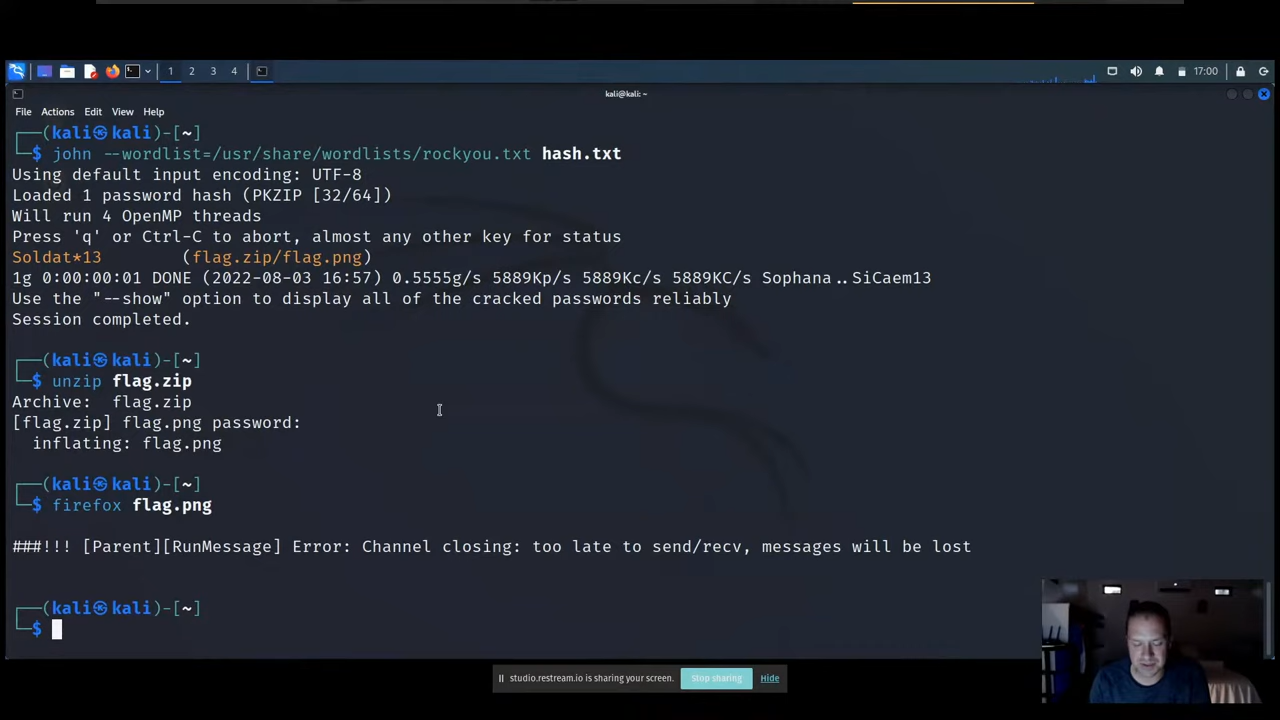 1 2 3 4
17:00
kali@kali: ~
File Actions Edit View Help
┌──(kali㉿kali)-[~]
└─$ john --wordlist=/usr/share/wordlists/rockyou.txt hash.txt
Using default input encoding: UTF-8
Loaded 1 password hash (PKZIP [32/64])
Will run 4 OpenMP threads
Press 'q' or Ctrl-C to abort, almost any other key for status
Soldat*13 (flag.zip/flag.png)
1g 0:00:00:01 DONE (2022-08-03 16:57) 0.5555g/s 5889Kp/s 5889Kc/s 5889KC/s Sophana..SiCaem13
Use the "--show" option to display all of the cracked passwords reliably
Session completed.
┌──(kali㉿kali)-[~]
└─$ unzip flag.zip
Archive: flag.zip
[flag.zip] flag.png password:
inflating: flag.png
┌──(kali㉿kali)-[~]
└─$ firefox flag.png
###!!! [Parent][RunMessage] Error: Channel closing: too late to send/recv, messages will be lost
┌──(kali㉿kali)-[~]
└─$
studio.restream.io is sharing your screen. Stop sharing Hide